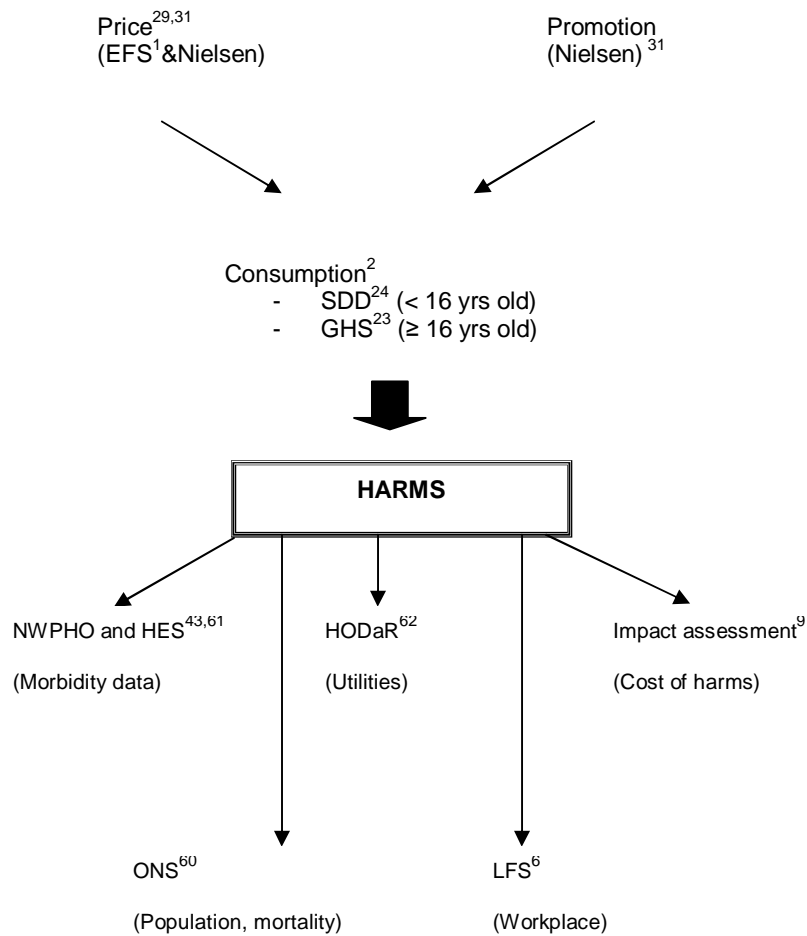 Price29,31
(EFS1&Nielsen)
Promotion
(Nielsen) 31
Consumption2
- SDD24 (< 16 yrs old)
- GHS23 (≥ 16 yrs old)
HARMS
NWPHO and HES43,61
(Morbidity data)
HODaR62
(Utilities)
Impact assessment9
(Cost of harms)
ONS60
(Population, mortality)
LFS6
(Workplace)